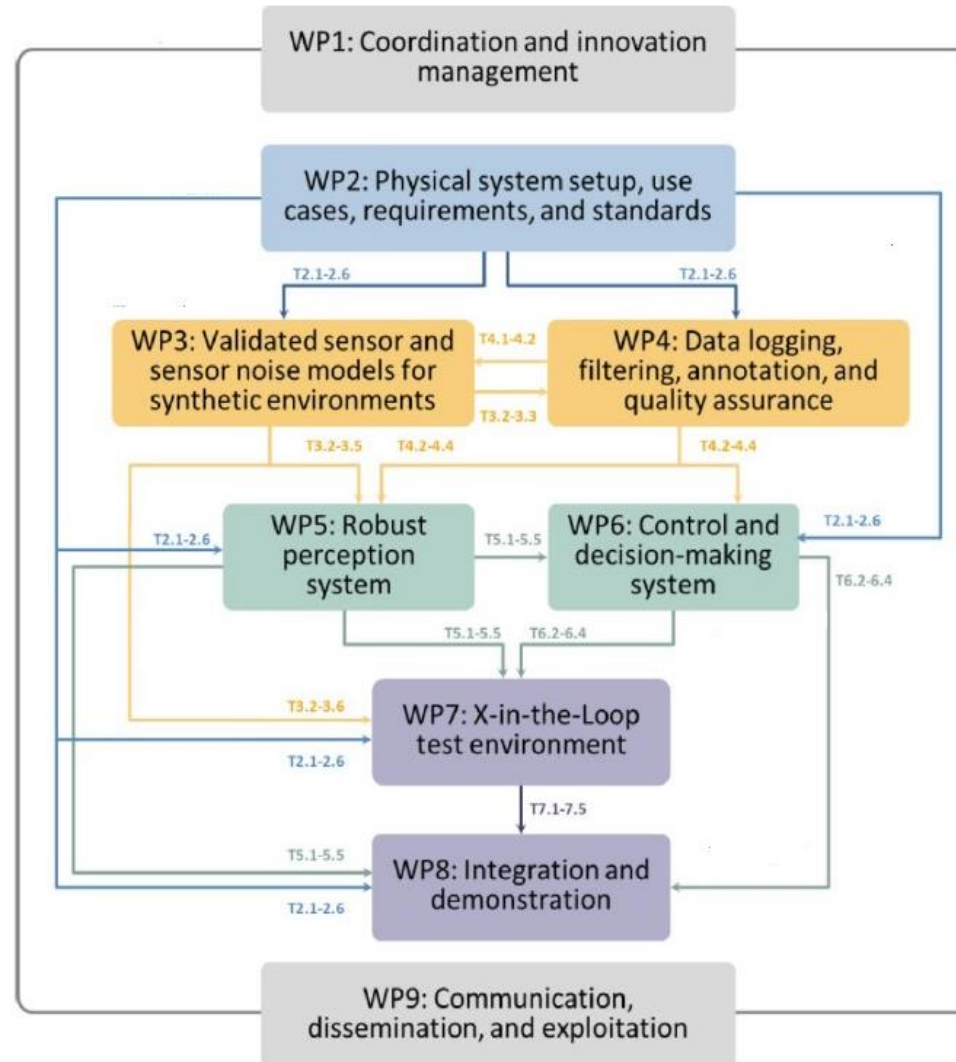 WP1: Coordination and innovation
management
WP2: Physical system setup, use
cases, requirements, and standards
T2.1-2.6
T2.1-2.6
WP3: Validated sensor and
sensor noise models for
synthetic environments
T4.1-4.2
T3.2-3.3
WP4: Data logging,
filtering, annotation, and
quality assurance
T3.2-3.5
T4.2-4.4
T4.2-4.4
T2.1-2.6
WP5: Robust
perception
system
T5.1-5.5
WP6: Control and
decision-making
system
T2.1-2.6
T6.2-6.4
T5.1-5.5
T6.2-6.4
T3.2-3.6
WP7: X-in-the-Loop
test environment
T2.1-2.6
T7.1-7.5
T5.1-5.5
WP8: Integration and
demonstration
T2.1-2.6
WP9: Communication,
dissemination, and exploitation